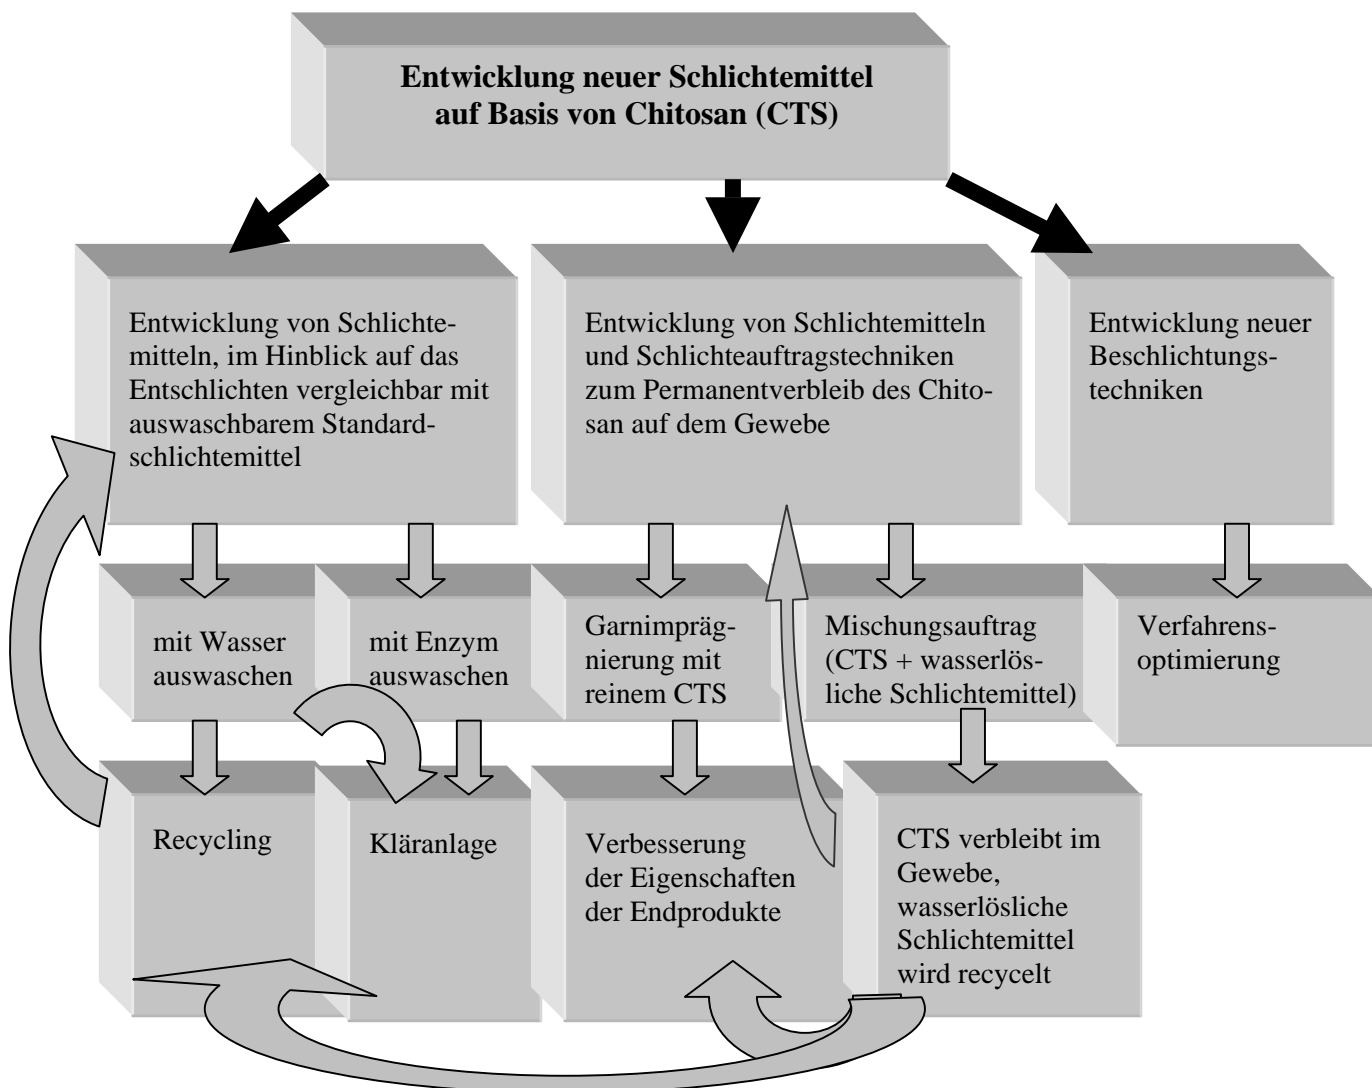 Entwicklung neuer Schlichtemittel
auf Basis von Chitosan (CTS)
Entwicklung von Schlichte-
mitteln, im Hinblick auf das
Entschlichten vergleichbar mit
auswaschbarem Standard-
schlichtemittel
Entwicklung von Schlichtemitteln
und Schlichteauftragstechniken
zum Permanentverbleib des Chito-
san auf dem Gewebe
Entwicklung neuer
Beschlichtungs-
techniken
mit Wasser
auswaschen
mit Enzym
auswaschen
Garnimpräg-
nierung mit
reinem CTS
Mischungsauftrag
(CTS + wasserlös-
liche Schlichtemittel)
Verfahrens-
optimierung
Recycling
Kläranlage
Verbesserung
der Eigenschaften
der Endprodukte
CTS verbleibt im
Gewebe,
wasserlösliche
Schlichtemittel
wird recycelt